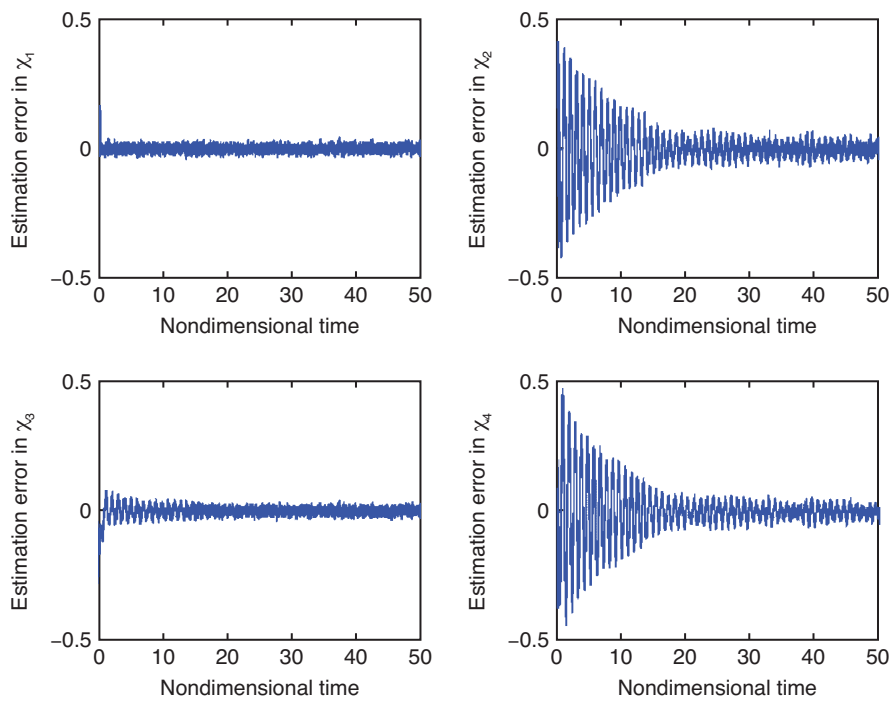 Estimation error in χ₁
0.5
0
−0.5
0 10 20 30 40 50
Nondimensional time
Estimation error in χ₂
0.5
0
−0.5
0 10 20 30 40 50
Nondimensional time
Estimation error in χ₃
0.5
0
−0.5
0 10 20 30 40 50
Nondimensional time
Estimation error in χ₄
0.5
0
−0.5
0 10 20 30 40 50
Nondimensional time